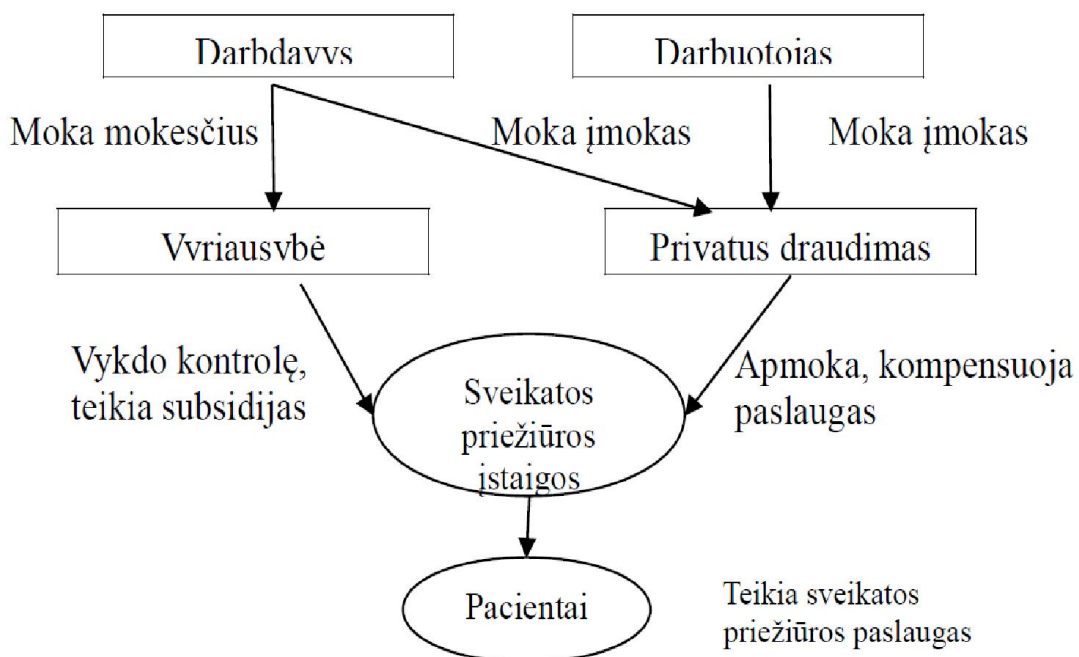 Darbdavys
Darbuotojas
Moka mokesčius
Moka įmokas
Moka įmokas
Vyriausybė
Privatus draudimas
Vykdo kontrolę,
teikia subsidijas
Apmoka, kompensuoja
paslaugas
Sveikatos
priežiūros
įstaigos
Pacientai
Teikia sveikatos
priežiūros paslaugas